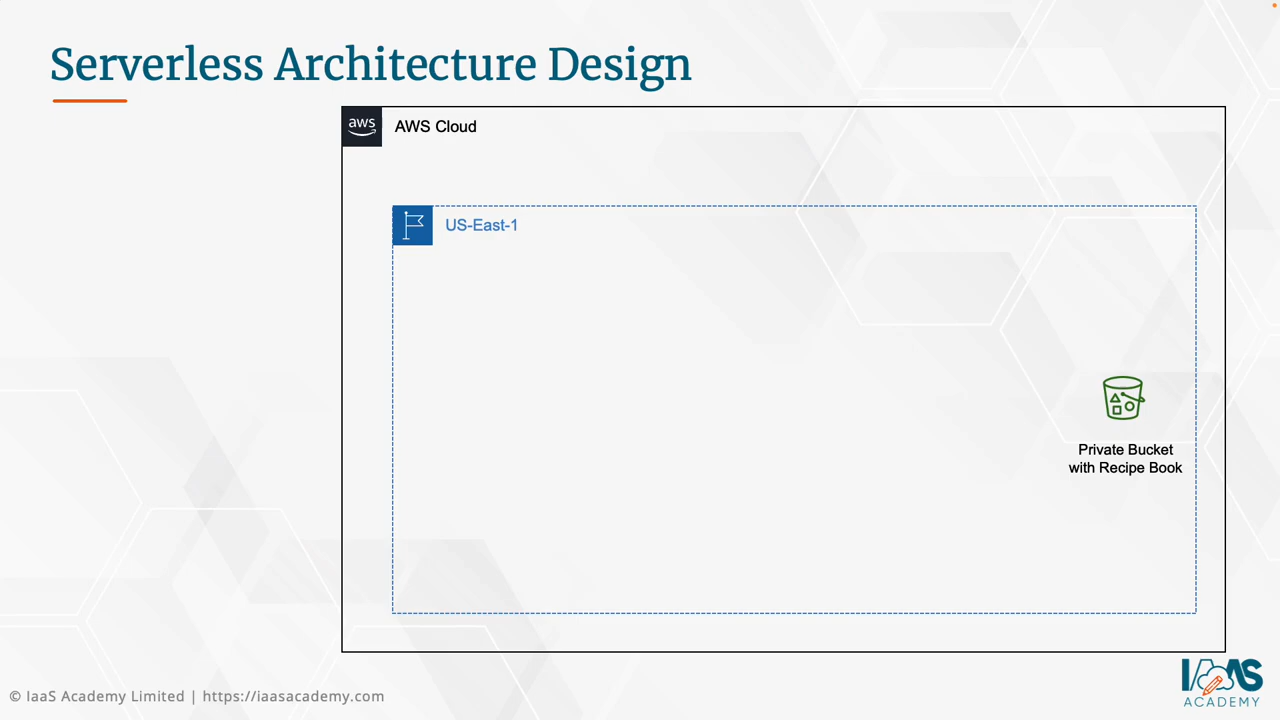 Serverless Architecture Design
aws
AWS Cloud
US-East-1
Private Bucket
with Recipe Book
© IaaS Academy Limited | https://iaasacademy.com
IAAS
ACADEMY